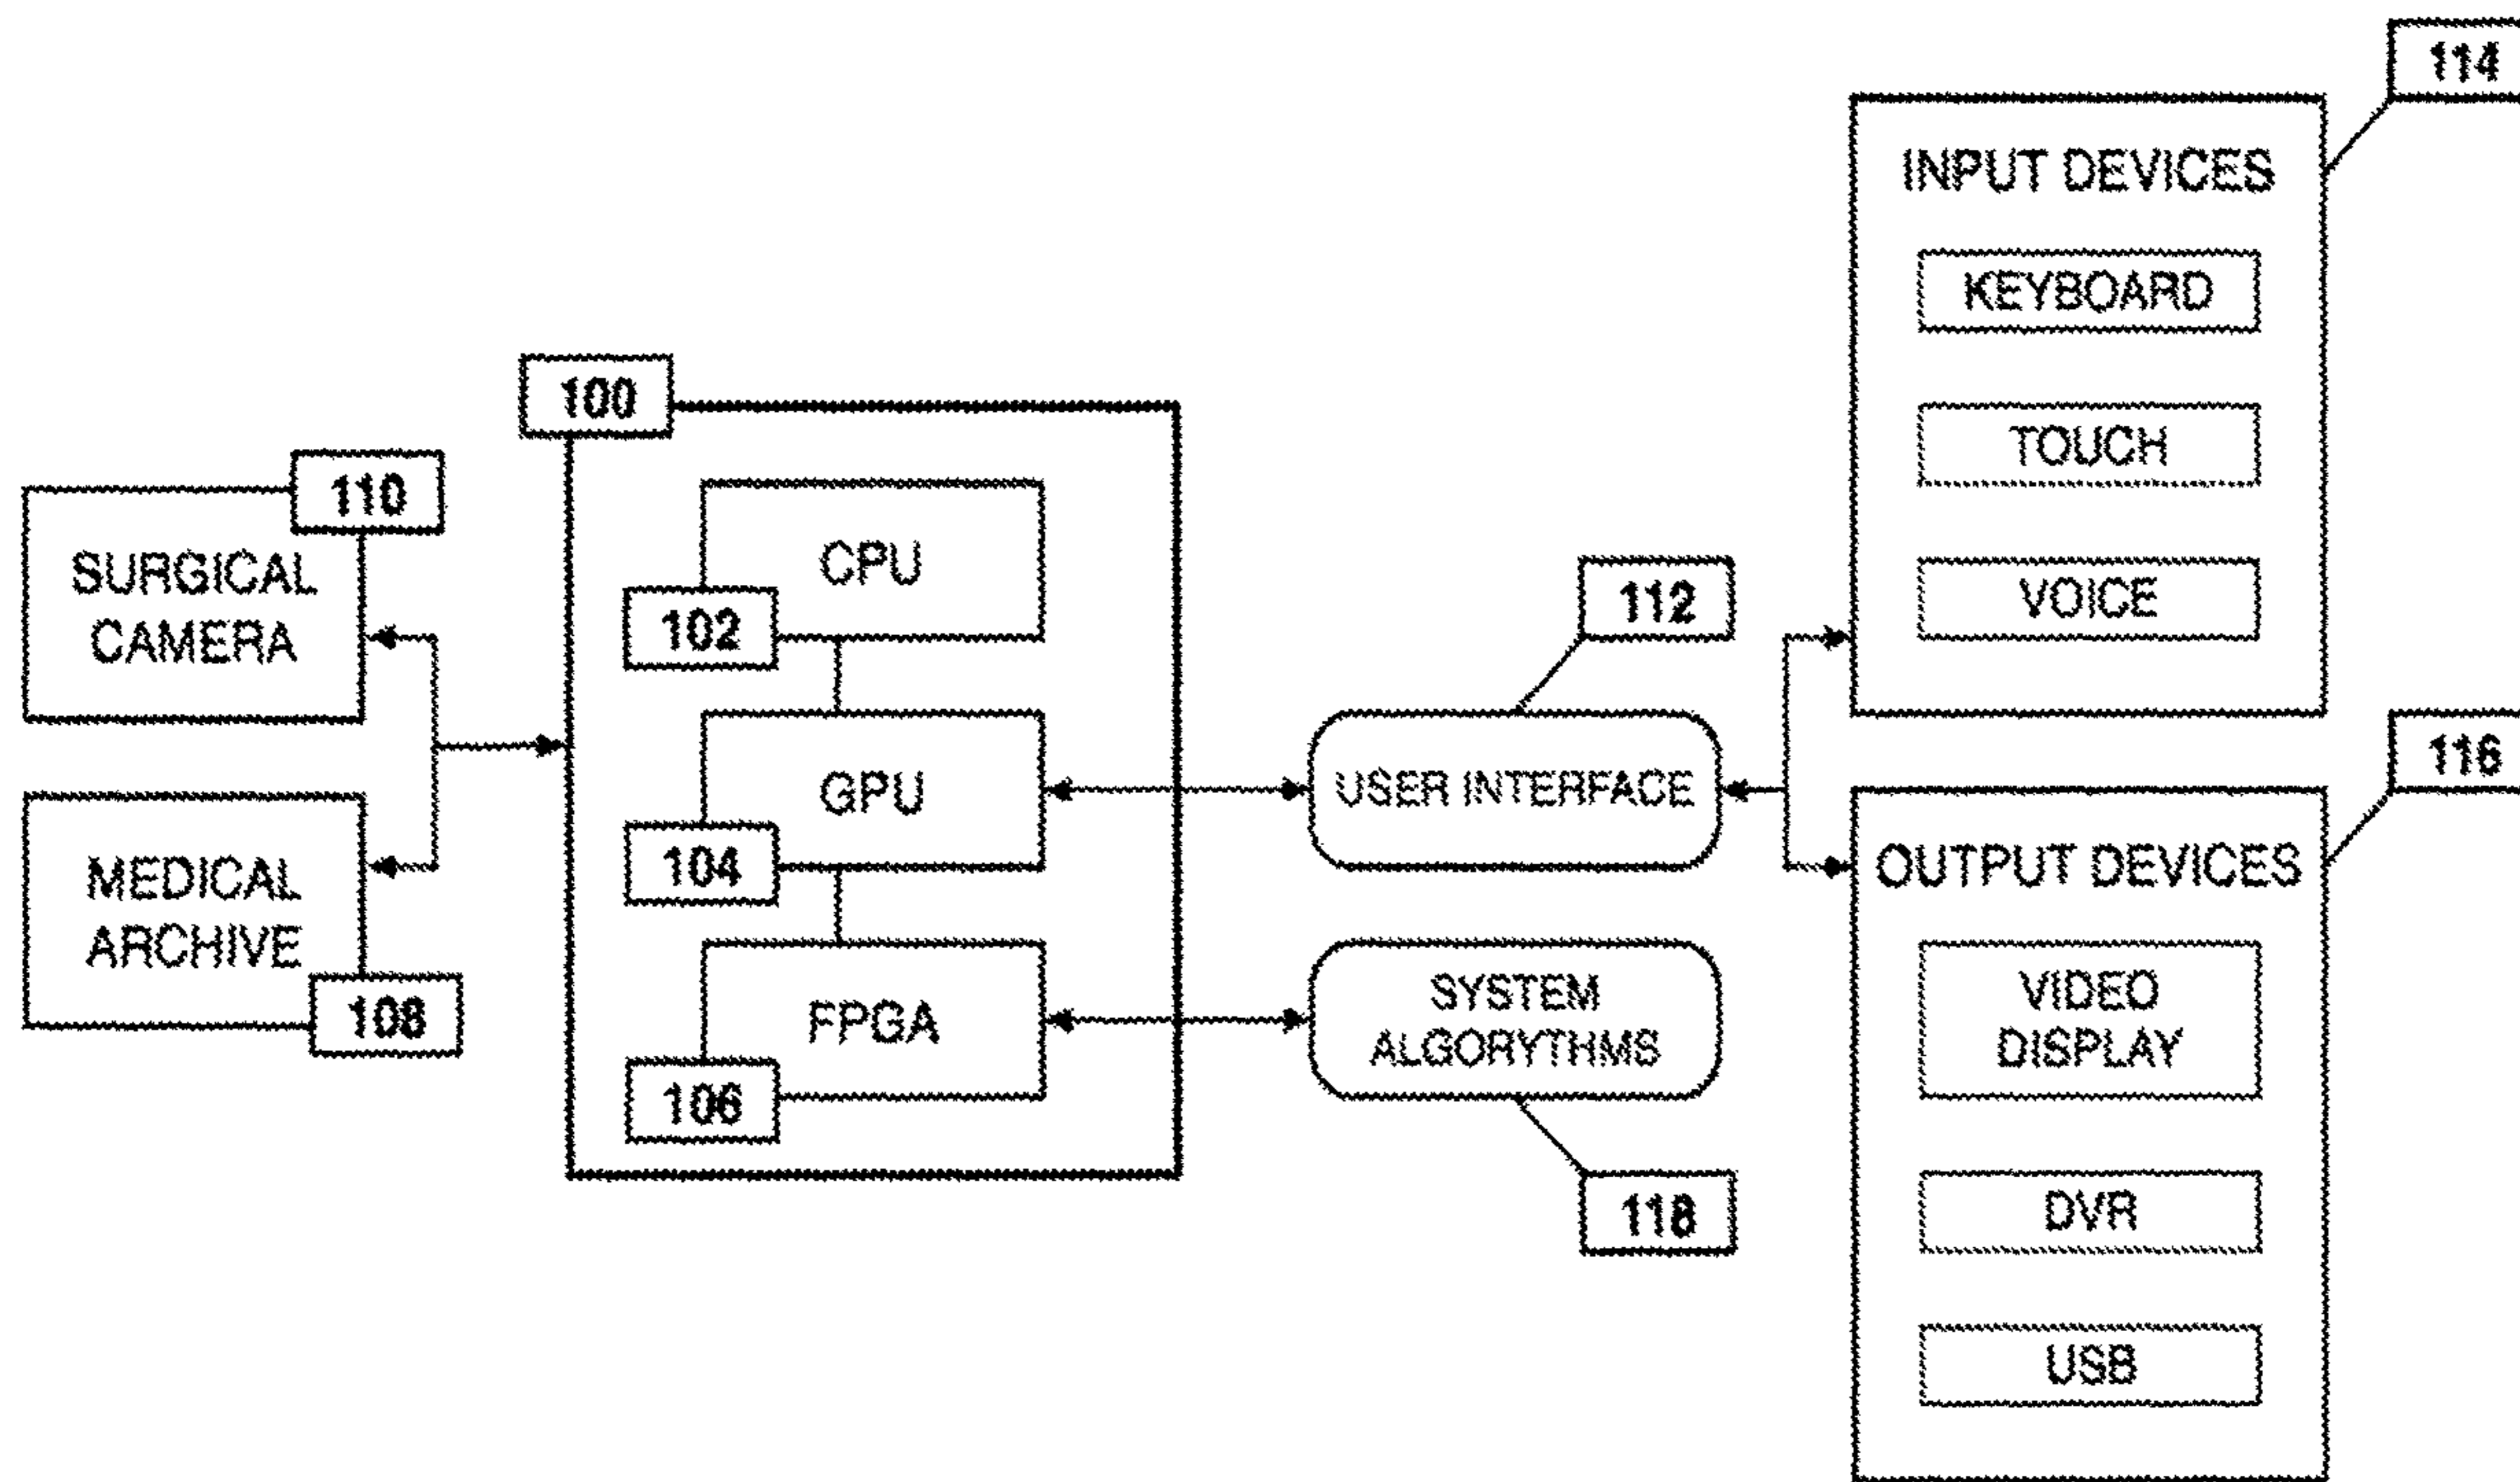 110
SURGICAL
CAMERA
MEDICAL
ARCHIVE
108
100
CPU
102
GPU
104
FPGA
106
112
USER INTERFACE
SYSTEM
ALGORYTHMS
118
114
INPUT DEVICES
KEYBOARD
TOUCH
VOICE
116
OUTPUT DEVICES
VIDEO
DISPLAY
DVR
USB